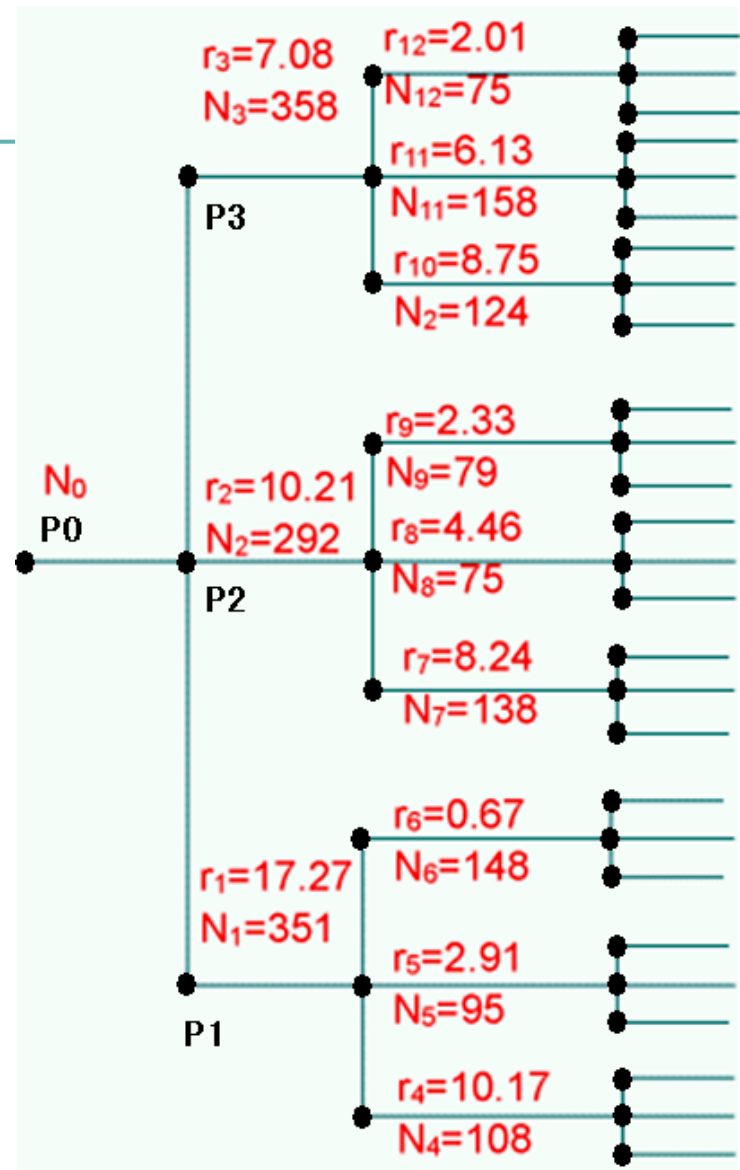 r₃=7.08
N₃=358
P3
r₁₂=2.01
N₁₂=75
r₁₁=6.13
N₁₁=158
r₁₀=8.75
N₂=124
N₀
P0
r₂=10.21
N₂=292
P2
r₉=2.33
N₉=79
r₈=4.46
N₈=75
r₇=8.24
N₇=138
r₁=17.27
N₁=351
P1
r₆=0.67
N₆=148
r₅=2.91
N₅=95
r₄=10.17
N₄=108